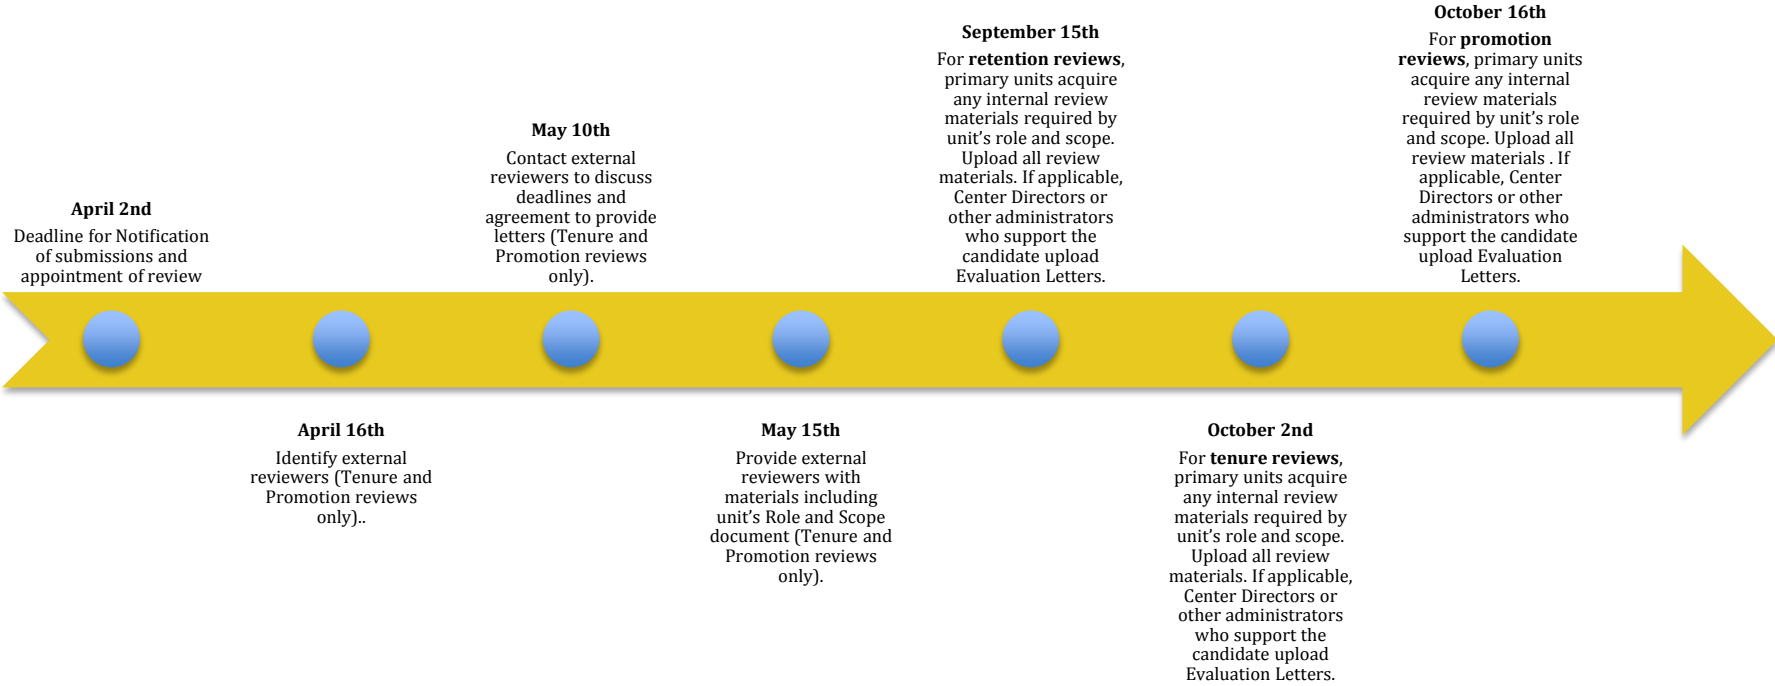 April 2nd
Deadline for Notification
of submissions and
appointment of review
April 16th
Identify external
reviewers (Tenure and
Promotion reviews
only)..
May 10th
Contact external
reviewers to discuss
deadlines and
agreement to provide
letters (Tenure and
Promotion reviews
only).
May 15th
Provide external
reviewers with
materials including
unit's Role and Scope
document (Tenure and
Promotion reviews
only).
September 15th
For retention reviews,
primary units acquire
any internal review
materials required by
unit's role and scope.
Upload all review
materials. If applicable,
Center Directors or
other administrators
who support the
candidate upload
Evaluation Letters.
October 2nd
For tenure reviews,
primary units acquire
any internal review
materials required by
unit's role and scope.
Upload all review
materials. If applicable,
Center Directors or
other administrators
who support the
candidate upload
Evaluation Letters.
October 16th
For promotion
reviews, primary units
acquire any internal
review materials
required by unit's role
and scope. Upload all
review materials . If
applicable, Center
Directors or other
administrators who
support the candidate
upload Evaluation
Letters.